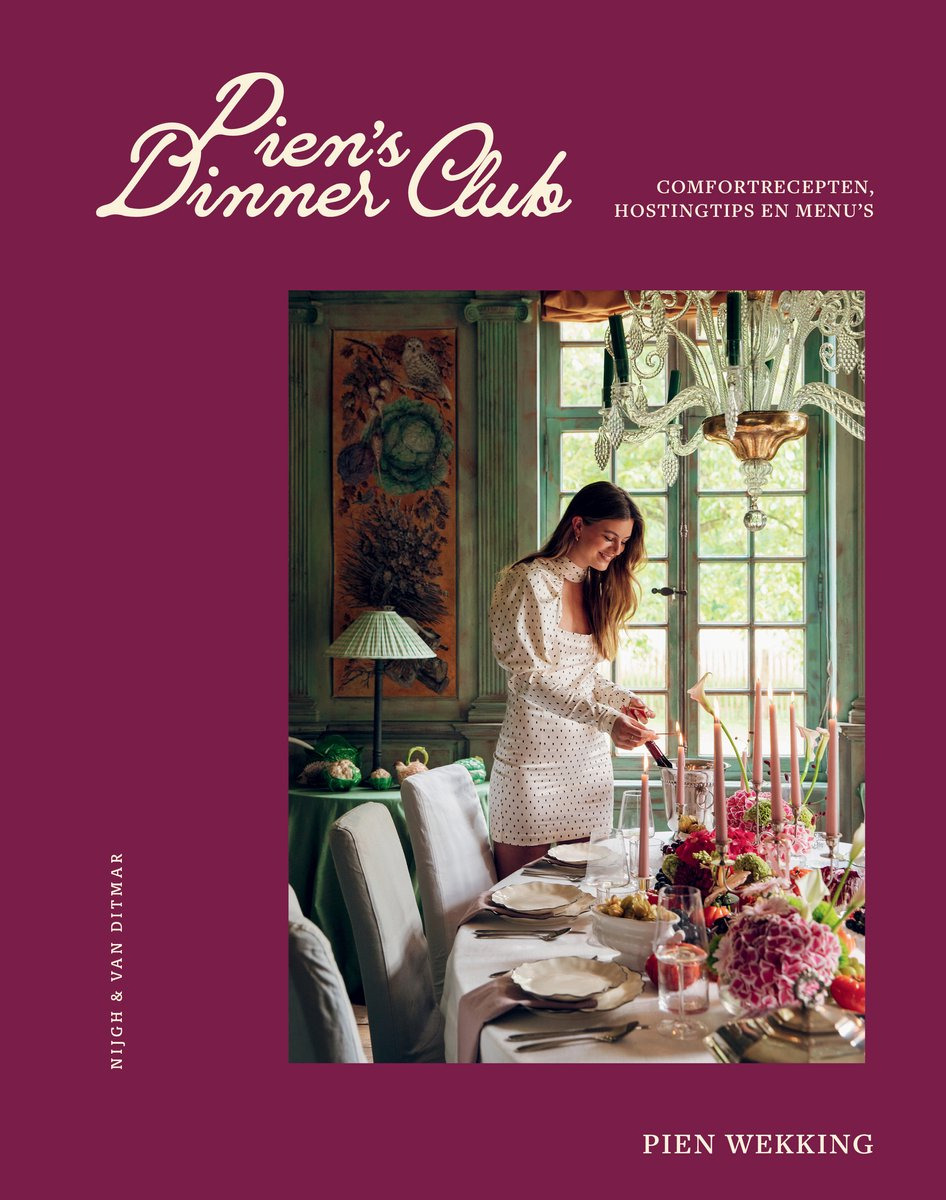 Pien's
Dinner Club
COMFORTRECEPTEN,
HOSTINGTIPS EN MENU'S
NIJGH & VAN DITMAR
PIEN WEKKING